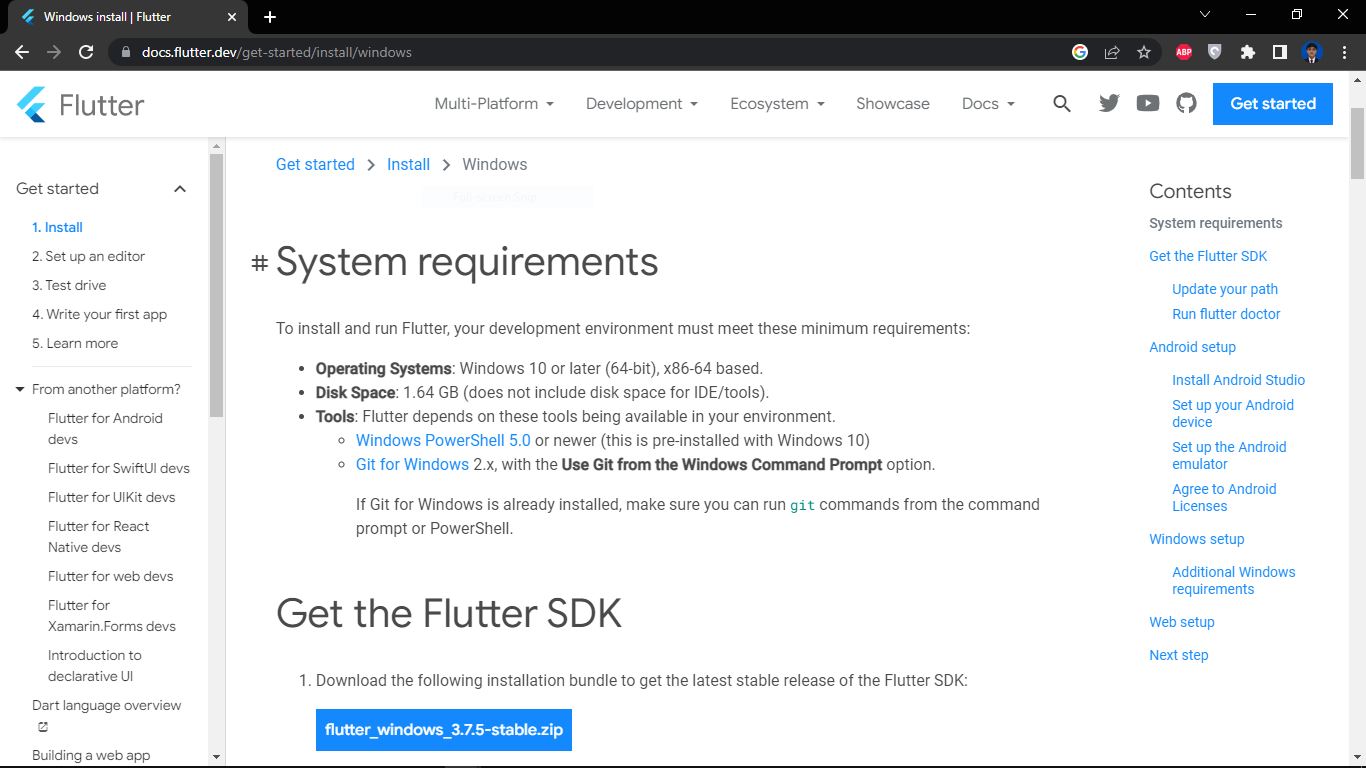 Windows install | Flutter
docs.flutter.dev/get-started/install/windows
ABP
Flutter
Multi-Platform
Development
Ecosystem
Showcase
Docs
Get started
Get started
1. Install
2. Set up an editor
3. Test drive
4. Write your first app
5. Learn more
From another platform?
Flutter for Android
devs
Flutter for SwiftUI devs
Flutter for UIKit devs
Flutter for React
Native devs
Flutter for web devs
Flutter for
Xamarin.Forms devs
Introduction to
declarative UI
Dart language overview
Building a web app
Get started > Install > Windows
Full-screen Snip
# System requirements
To install and run Flutter, your development environment must meet these minimum requirements:
• Operating Systems: Windows 10 or later (64-bit), x86-64 based.
• Disk Space: 1.64 GB (does not include disk space for IDE/tools).
• Tools: Flutter depends on these tools being available in your environment.
◦ Windows PowerShell 5.0 or newer (this is pre-installed with Windows 10)
◦ Git for Windows 2.x, with the Use Git from the Windows Command Prompt option.
If Git for Windows is already installed, make sure you can run git commands from the command
prompt or PowerShell.
Get the Flutter SDK
1. Download the following installation bundle to get the latest stable release of the Flutter SDK:
flutter_windows_3.7.5-stable.zip
Contents
System requirements
Get the Flutter SDK
Update your path
Run flutter doctor
Android setup
Install Android Studio
Set up your Android
device
Set up the Android
emulator
Agree to Android
Licenses
Windows setup
Additional Windows
requirements
Web setup
Next step